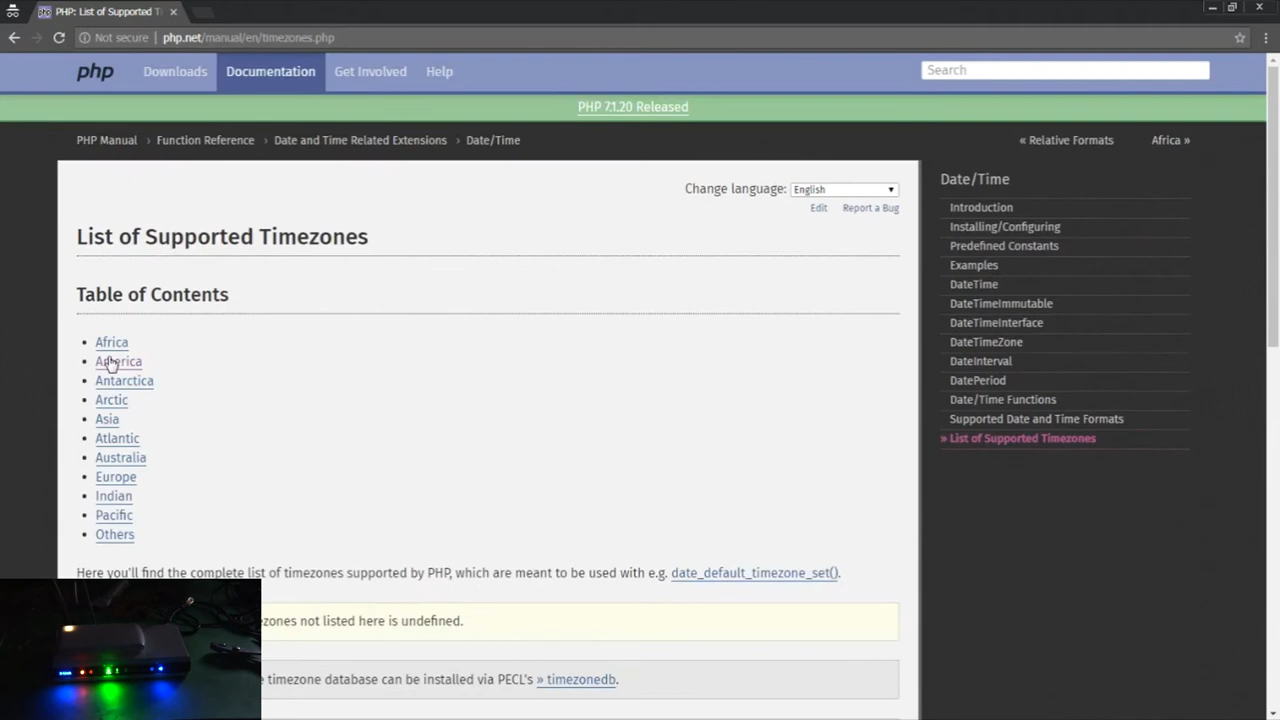 PHP: List of Supported Ti
Not secure php.net/manual/en/timezones.php
php Downloads Documentation Get Involved Help Search
PHP 7.1.20 Released
PHP Manual › Function Reference › Date and Time Related Extensions › Date/Time « Relative Formats Africa »
Change language: English
Edit Report a Bug
List of Supported Timezones
Table of Contents
• Africa
• America
• Antarctica
• Arctic
• Asia
• Atlantic
• Australia
• Europe
• Indian
• Pacific
• Others
Here you'll find the complete list of timezones supported by PHP, which are meant to be used with e.g. date_default_timezone_set().
zones not listed here is undefined.
e timezone database can be installed via PECL's » timezonedb.
Date/Time
Introduction
Installing/Configuring
Predefined Constants
Examples
DateTime
DateTimeImmutable
DateTimeInterface
DateTimeZone
DateInterval
DatePeriod
Date/Time Functions
Supported Date and Time Formats
» List of Supported Timezones